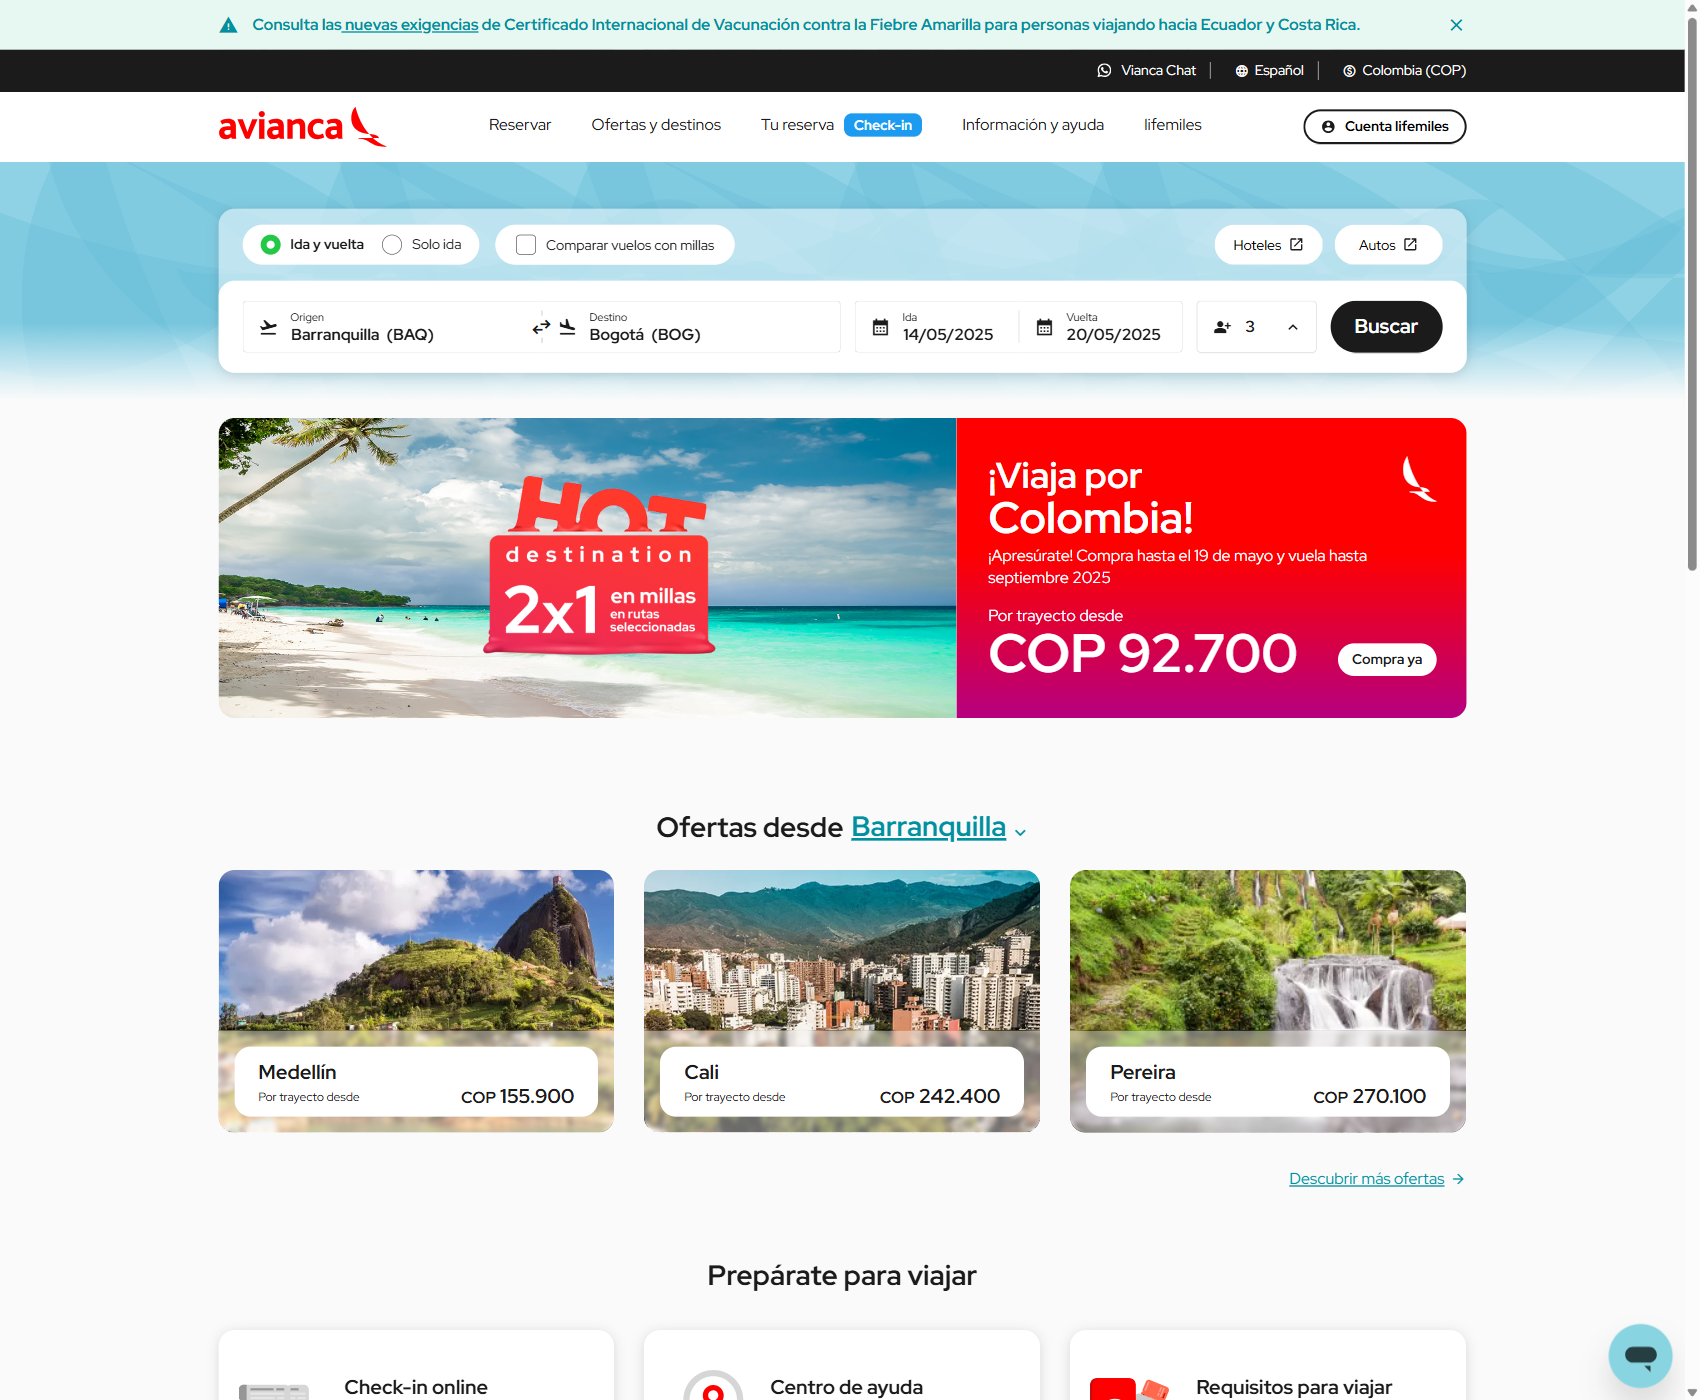 Consulta las nuevas exigencias de Certificado Internacional de Vacunación contra la Fiebre Amarilla para personas viajando hacia Ecuador y Costa Rica.
Vianca Chat
Español
Colombia (COP)
avianca
Reservar
Ofertas y destinos
Tu reserva
Check-in
Información y ayuda
lifemiles
Cuenta lifemiles
Ida y vuelta
Solo ida
Comparar vuelos con millas
Hoteles
Autos
Origen
Barranquilla (BAQ)
Destino
Bogotá (BOG)
Ida
14/05/2025
Vuelta
20/05/2025
3
Buscar
HOT
destination
2x1
en millas
en rutas
seleccionadas
¡Viaja por
Colombia!
¡Apresúrate! Compra hasta el 19 de mayo y vuela hasta
septiembre 2025
Por trayecto desde
COP 92.700
Compra ya
Ofertas desde Barranquilla
Medellín
Por trayecto desde
COP 155.900
Cali
Por trayecto desde
COP 242.400
Pereira
Por trayecto desde
COP 270.100
Descubrir más ofertas
Prepárate para viajar
Check-in online
Centro de ayuda
Requisitos para viajar